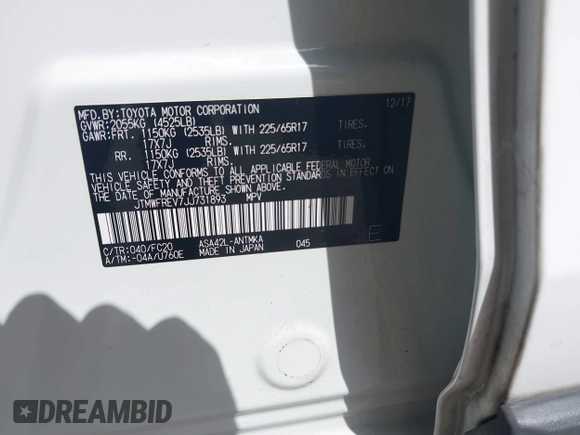 MFD.BY:TOYOTA MOTOR CORPORATION 12/17
GVWR:2055KG (4525LB)
GAWR:FRT. 1150KG (2535LB) WITH 225/65R17 TIRES.
17X7J RIMS.
RR. 1150KG (2535LB) WITH 225/65R17 TIRES.
17X7J RIMS.
THIS VEHICLE CONFORMS TO ALL APPLICABLE FEDERAL MOTOR
VEHICLE SAFETY AND THEFT PREVENTION STANDARDS IN EFFECT ON
THE DATE OF MANUFACTURE SHOWN ABOVE.
JTMWFREV7JJ731893 MPV
C/TR:040/FC20 ASA42L-ANTMKA 045
A/TM:-04A/U760E MADE IN JAPAN E
DREAMBID